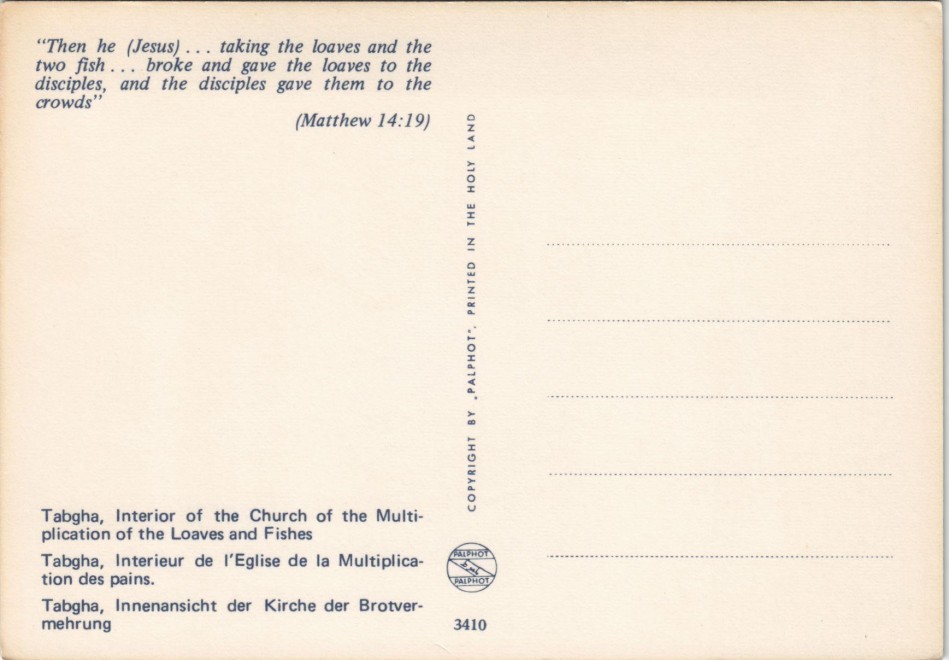 “Then he (Jesus) . . . taking the loaves and the
two fish . . . broke and gave the loaves to the
disciples, and the disciples gave them to the
crowds”
(Matthew 14:19)
COPYRIGHT BY „PALPHOT“, PRINTED IN THE HOLY LAND
Tabgha, Interior of the Church of the Multi-
plication of the Loaves and Fishes
Tabgha, Interieur de l’Eglise de la Multiplica-
tion des pains.
Tabgha, Innenansicht der Kirche der Brotver-
mehrung
PALPHOT
PALPHOT
3410